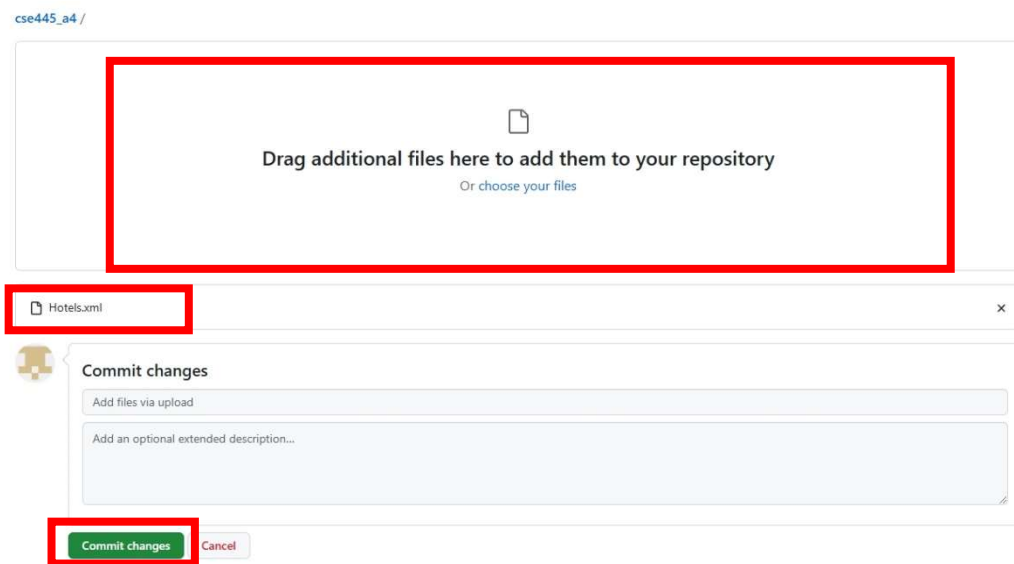 cse445_a4 /
Drag additional files here to add them to your repository
Or choose your files
Hotels.xml
Commit changes
Add files via upload
Add an optional extended description...
Commit changes Cancel